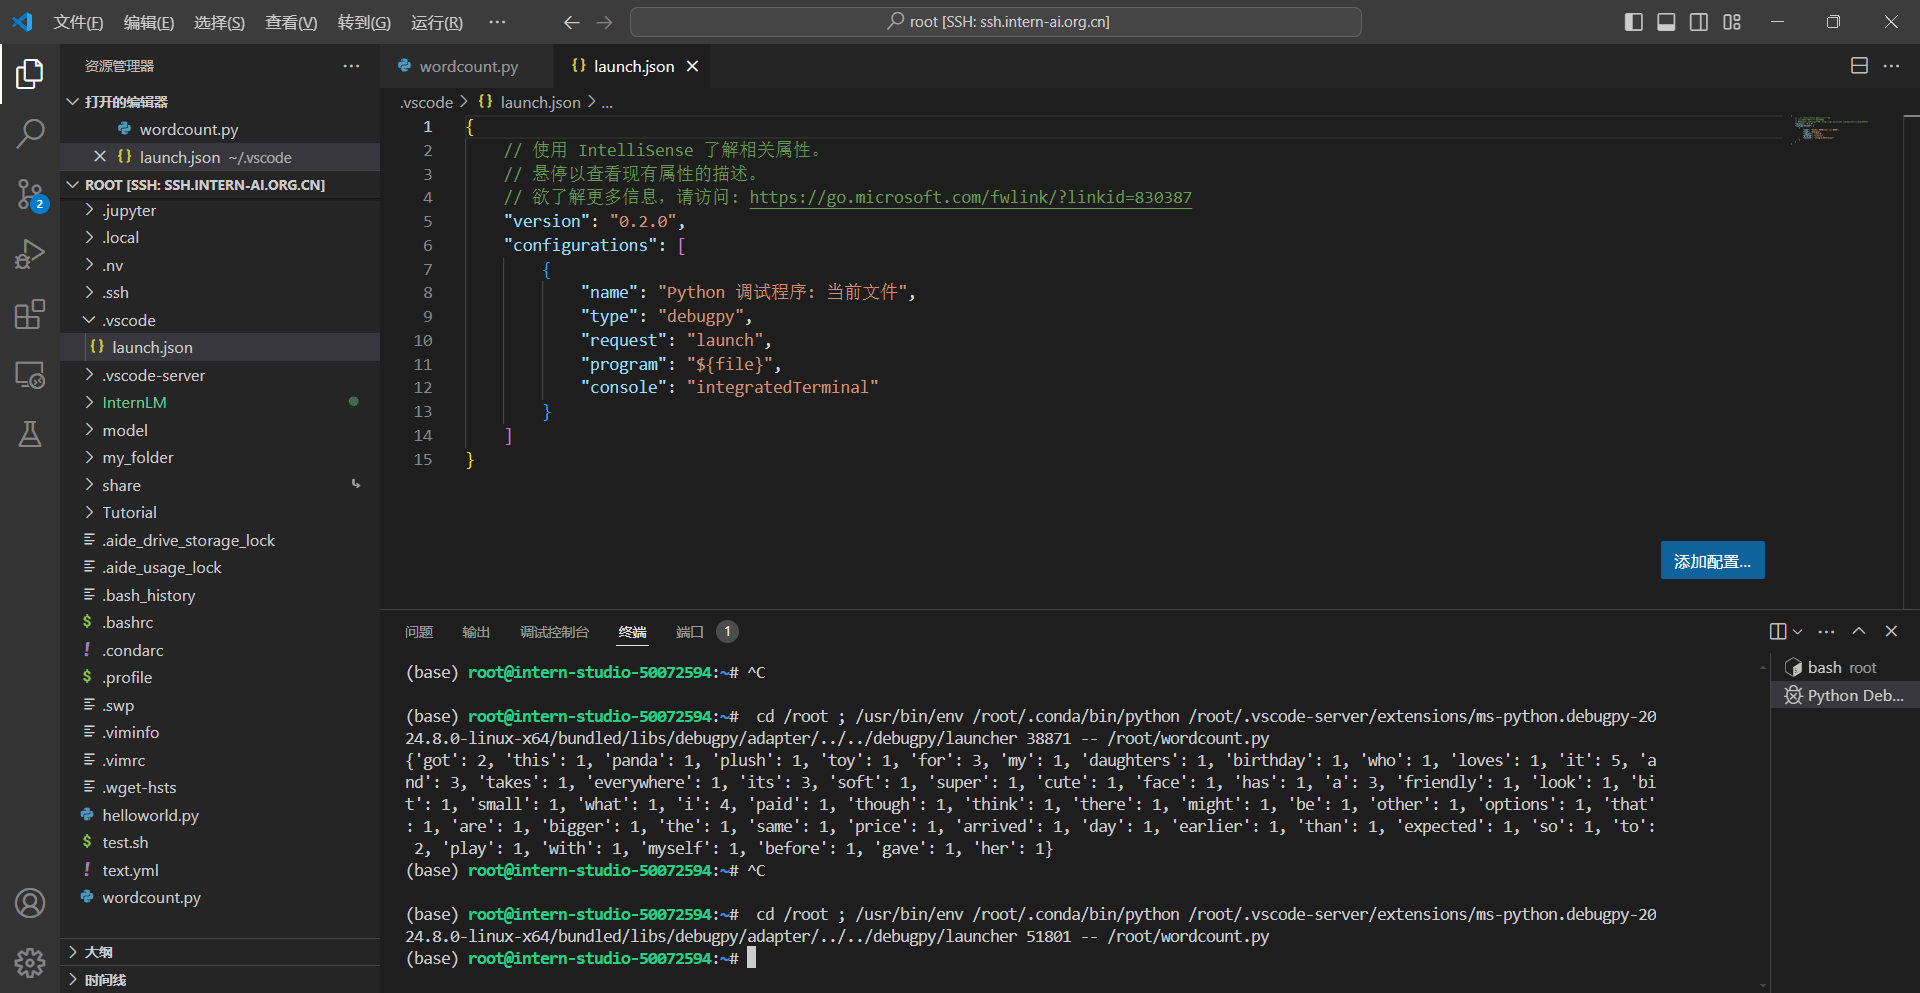 文件(F) 编辑(E) 选择(S) 查看(V) 转到(G) 运行(R) ··· root [SSH: ssh.intern-ai.org.cn]
资源管理器
打开的编辑器
wordcount.py
launch.json ~/.vscode
ROOT [SSH: SSH.INTERN-AI.ORG.CN]
2
.jupyter
.local
.nv
.ssh
.vscode
launch.json
.vscode-server
InternLM
model
my_folder
share
Tutorial
.aide_drive_storage_lock
.aide_usage_lock
.bash_history
.bashrc
.condarc
.profile
.swp
.viminfo
.vimrc
.wget-hsts
helloworld.py
test.sh
text.yml
wordcount.py
大纲
时间线
wordcount.py {} launch.json
.vscode > {} launch.json > ...
1 {
2 // 使用 IntelliSense 了解相关属性。
3 // 悬停以查看现有属性的描述。
4 // 欲了解更多信息，请访问: https://go.microsoft.com/fwlink/?linkid=830387
5 "version": "0.2.0",
6 "configurations": [
7 {
8 "name": "Python 调试程序: 当前文件",
9 "type": "debugpy",
10 "request": "launch",
11 "program": "${file}",
12 "console": "integratedTerminal"
13 }
14 ]
15 }
添加配置...
问题 输出 调试控制台 终端 端口 1
(base) root@intern-studio-50072594:~# ^C
(base) root@intern-studio-50072594:~#  cd /root ; /usr/bin/env /root/.conda/bin/python /root/.vscode-server/extensions/ms-python.debugpy-20
24.8.0-linux-x64/bundled/libs/debugpy/adapter/../../debugpy/launcher 38871 -- /root/wordcount.py
{'got': 2, 'this': 1, 'panda': 1, 'plush': 1, 'toy': 1, 'for': 3, 'my': 1, 'daughters': 1, 'birthday': 1, 'who': 1, 'loves': 1, 'it': 5, 'a
nd': 3, 'takes': 1, 'everywhere': 1, 'its': 3, 'soft': 1, 'super': 1, 'cute': 1, 'face': 1, 'has': 1, 'a': 3, 'friendly': 1, 'look': 1, 'bi
t': 1, 'small': 1, 'what': 1, 'i': 4, 'paid': 1, 'though': 1, 'think': 1, 'there': 1, 'might': 1, 'be': 1, 'other': 1, 'options': 1, 'that'
: 1, 'are': 1, 'bigger': 1, 'the': 1, 'same': 1, 'price': 1, 'arrived': 1, 'day': 1, 'earlier': 1, 'than': 1, 'expected': 1, 'so': 1, 'to':
 2, 'play': 1, 'with': 1, 'myself': 1, 'before': 1, 'gave': 1, 'her': 1}
(base) root@intern-studio-50072594:~# ^C
(base) root@intern-studio-50072594:~#  cd /root ; /usr/bin/env /root/.conda/bin/python /root/.vscode-server/extensions/ms-python.debugpy-20
24.8.0-linux-x64/bundled/libs/debugpy/adapter/../../debugpy/launcher 51801 -- /root/wordcount.py
(base) root@intern-studio-50072594:~#
bash root
Python Deb...